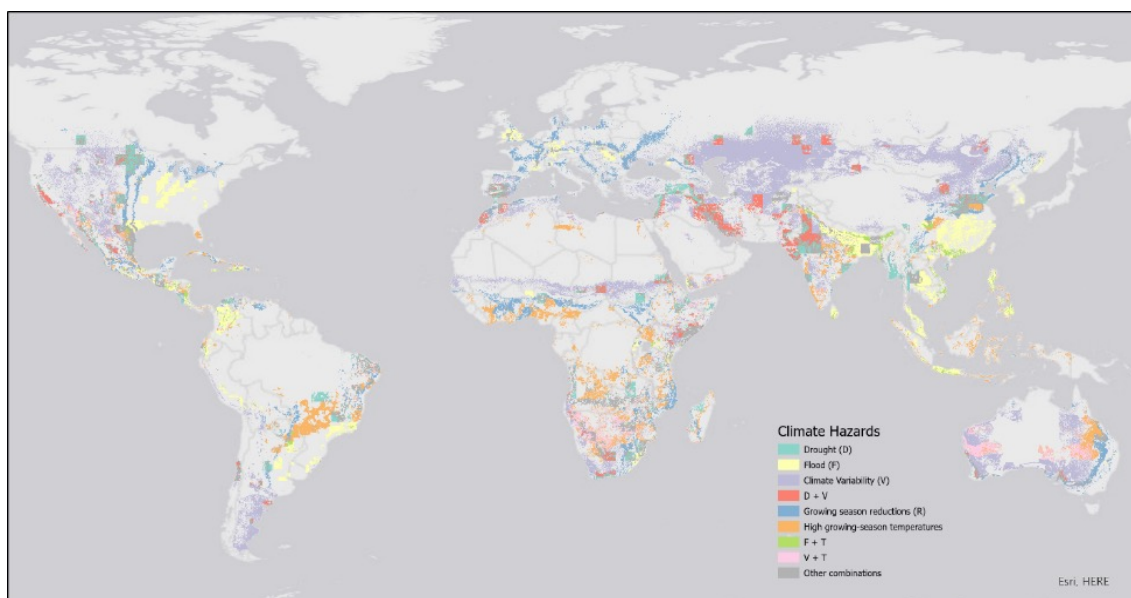 Climate Hazards
Drought (D)
Flood (F)
Climate Variability (V)
D + V
Growing season reductions (R)
High growing-season temperatures
F + T
V + T
Other combinations
Esri, HERE